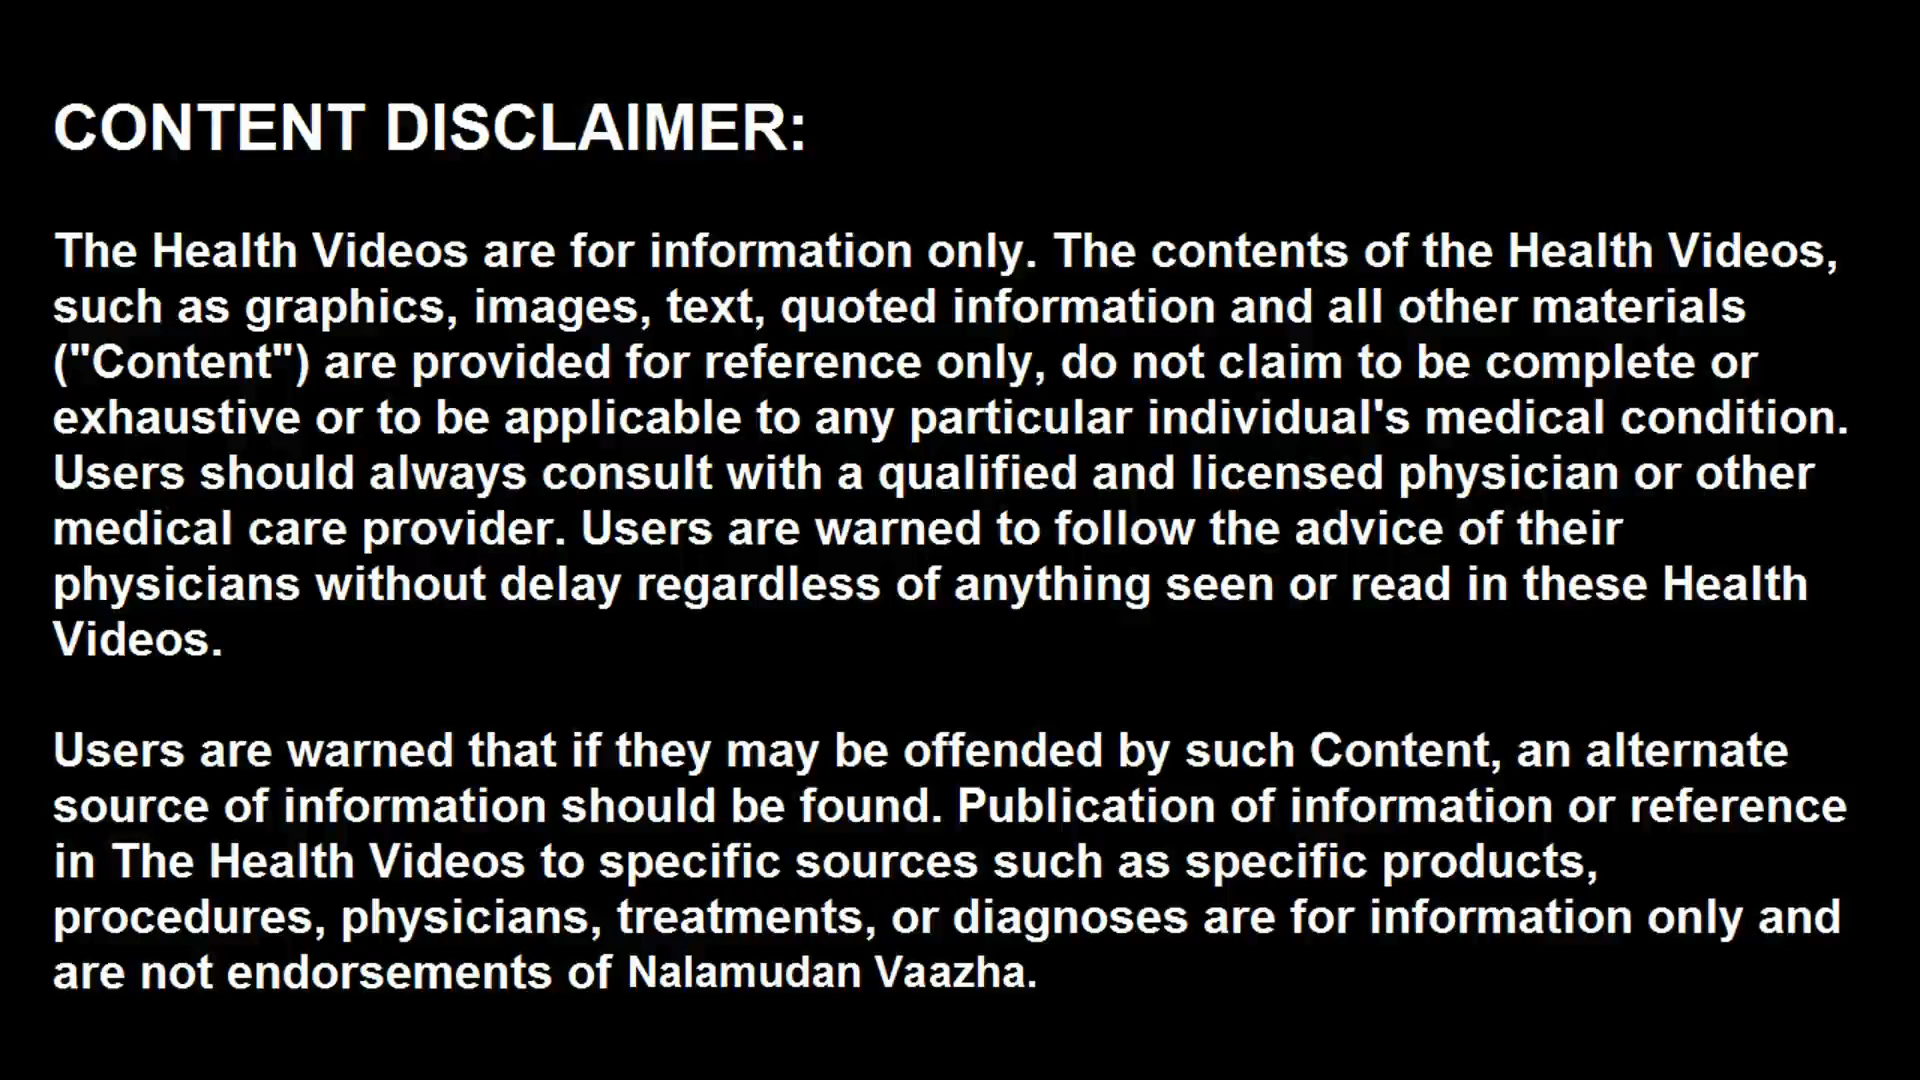 CONTENT DISCLAIMER:
The Health Videos are for information only. The contents of the Health Videos,
such as graphics, images, text, quoted information and all other materials
("Content") are provided for reference only, do not claim to be complete or
exhaustive or to be applicable to any particular individual's medical condition.
Users should always consult with a qualified and licensed physician or other
medical care provider. Users are warned to follow the advice of their
physicians without delay regardless of anything seen or read in these Health
Videos.
Users are warned that if they may be offended by such Content, an alternate
source of information should be found. Publication of information or reference
in The Health Videos to specific sources such as specific products,
procedures, physicians, treatments, or diagnoses are for information only and
are not endorsements of Nalamudan Vaazha.